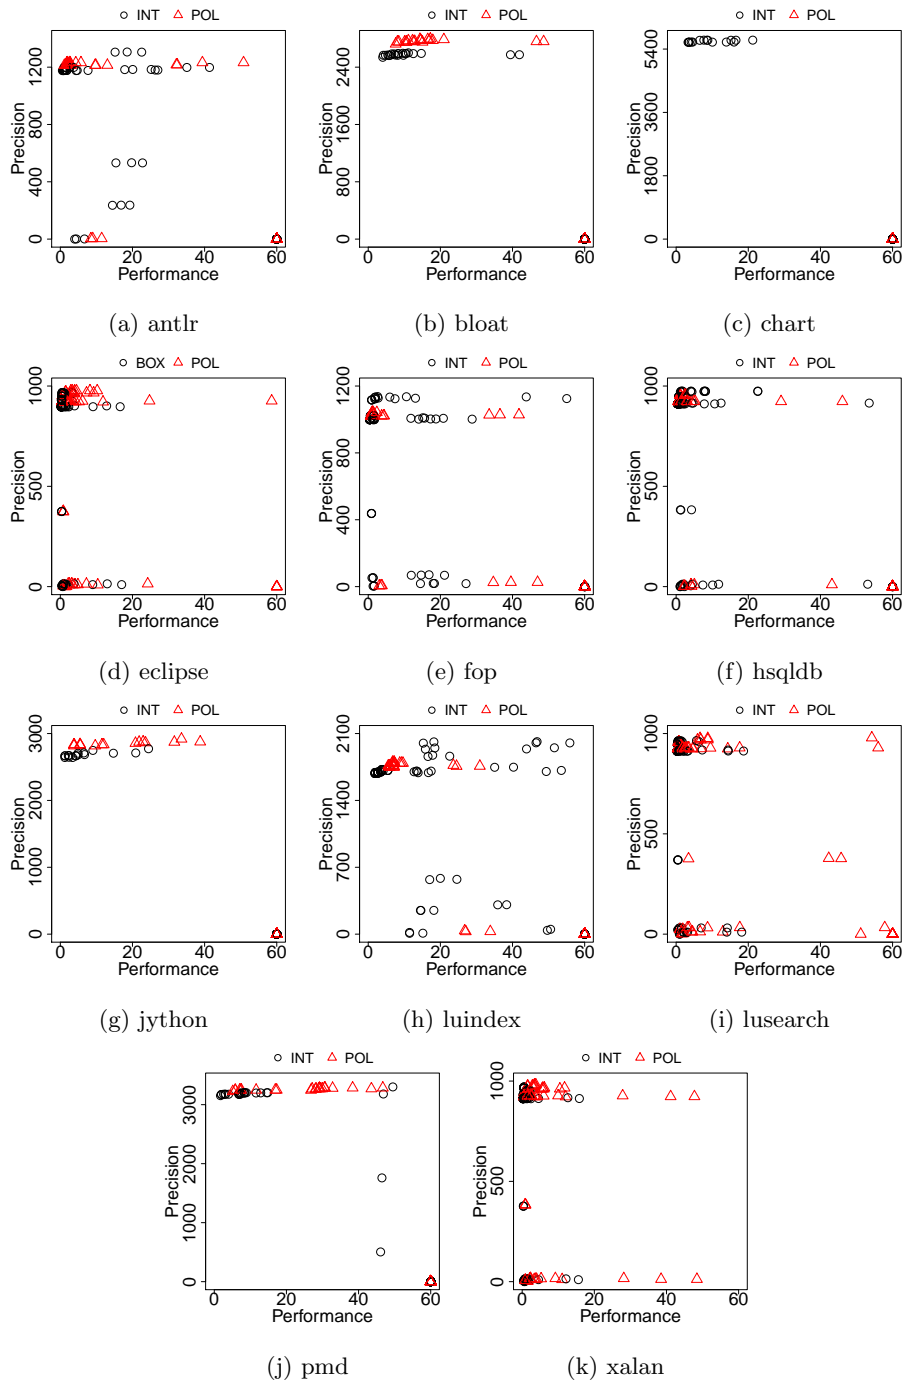 INT POL INT POL INT POL
Precision 0 400 800 1200
0 20 40 60
Performance
Precision 0 800 1600 2400
0 20 40 60
Performance
Precision 0 1800 3600 5400
0 20 40 60
Performance
(a) antlr (b) bloat (c) chart
BOX POL INT POL INT POL
Precision 0 500 1000
0 20 40 60
Performance
Precision 0 400 800 1200
0 20 40 60
Performance
Precision 0 500 1000
0 20 40 60
Performance
(d) eclipse (e) fop (f) hsqldb
INT POL INT POL INT POL
Precision 0 1000 2000 3000
0 20 40 60
Performance
Precision 0 700 1400 2100
0 20 40 60
Performance
Precision 0 500 1000
0 20 40 60
Performance
(g) jython (h) luindex (i) lusearch
INT POL INT POL
Precision 0 1000 2000 3000
0 20 40 60
Performance
Precision 0 500 1000
0 20 40 60
Performance
(j) pmd (k) xalan